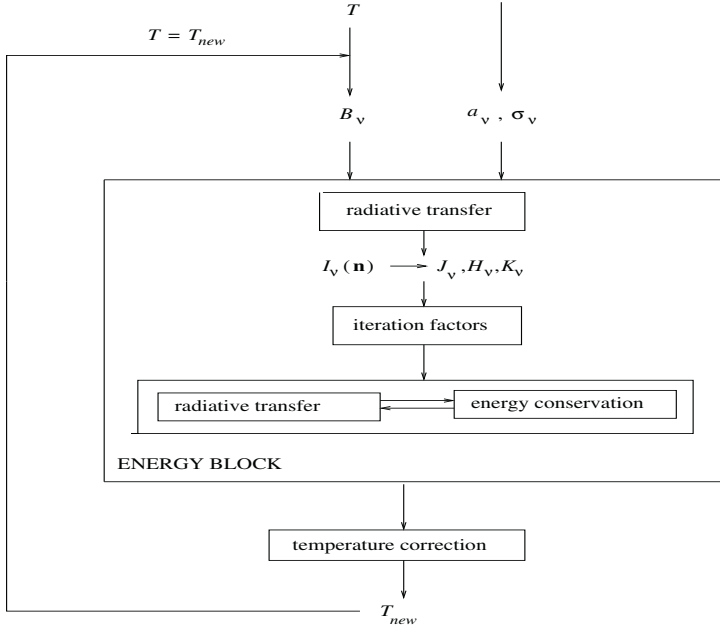 T
T = T_new
B_ν
a_ν , σ_ν
radiative transfer
I_ν (n) → J_ν ,H_ν,K_ν
iteration factors
radiative transfer
energy conservation
ENERGY BLOCK
temperature correction
T_new